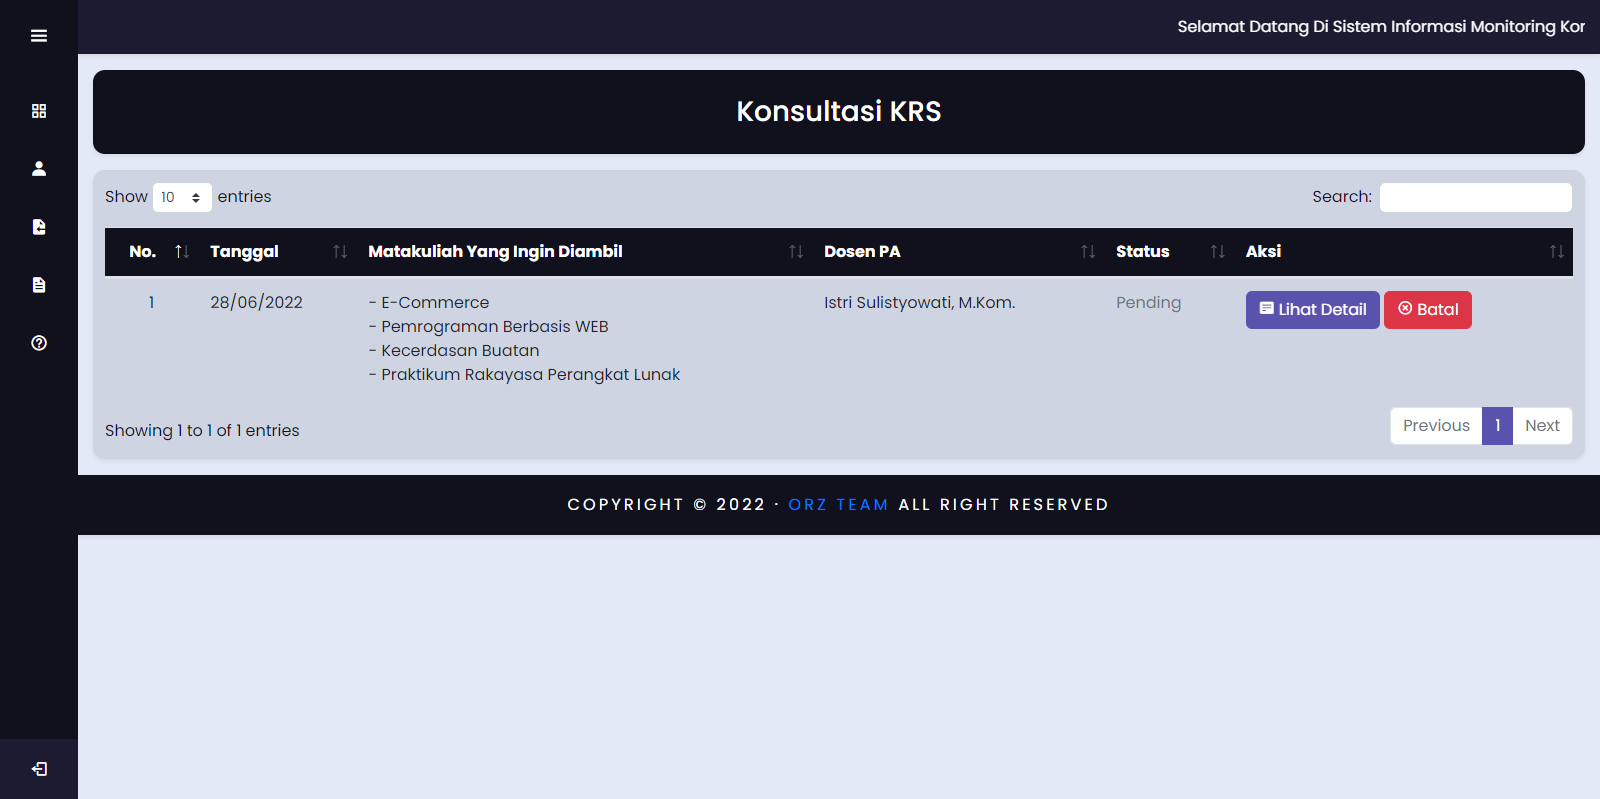 Selamat Datang Di Sistem Informasi Monitoring Kor
Konsultasi KRS
Show 10 entries
Search:
No. Tanggal Matakuliah Yang Ingin Diambil Dosen PA Status Aksi
1 28/06/2022 - E-Commerce Istri Sulistyowati, M.Kom. Pending Lihat Detail Batal
- Pemrograman Berbasis WEB
- Kecerdasan Buatan
- Praktikum Rakayasa Perangkat Lunak
Showing 1 to 1 of 1 entries
Previous 1 Next
COPYRIGHT © 2022 · ORZ TEAM ALL RIGHT RESERVED